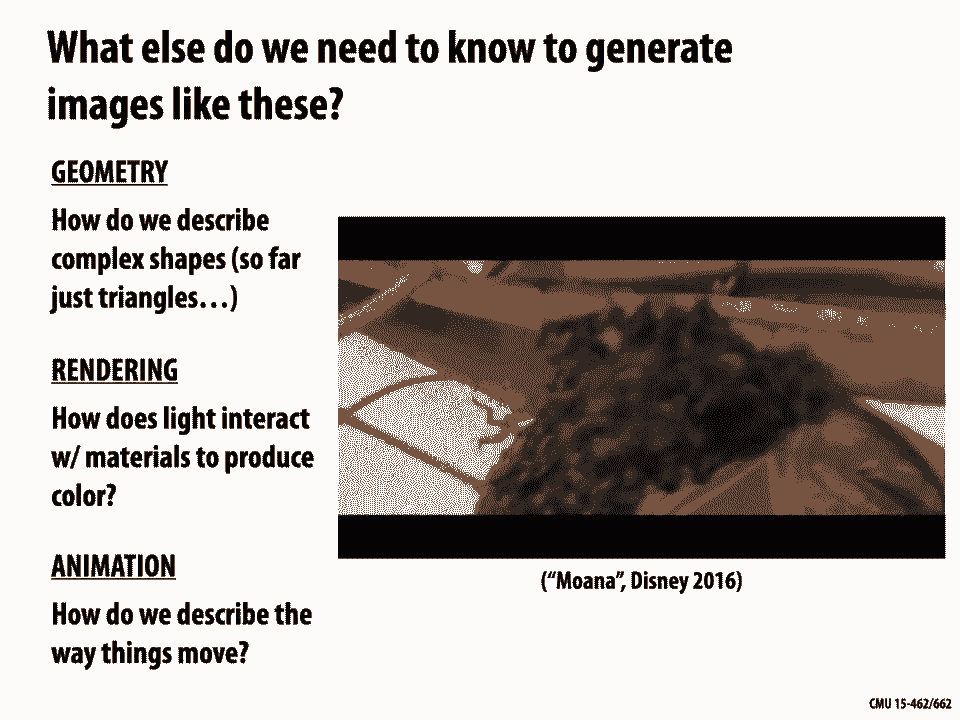 What else do we need to know to generate
images like these?
GEOMETRY
How do we describe
complex shapes (so far
just triangles…)
RENDERING
How does light interact
w/ materials to produce
color?
ANIMATION
How do we describe the
way things move?
(“Moana”, Disney 2016)
CMU 15-462/662